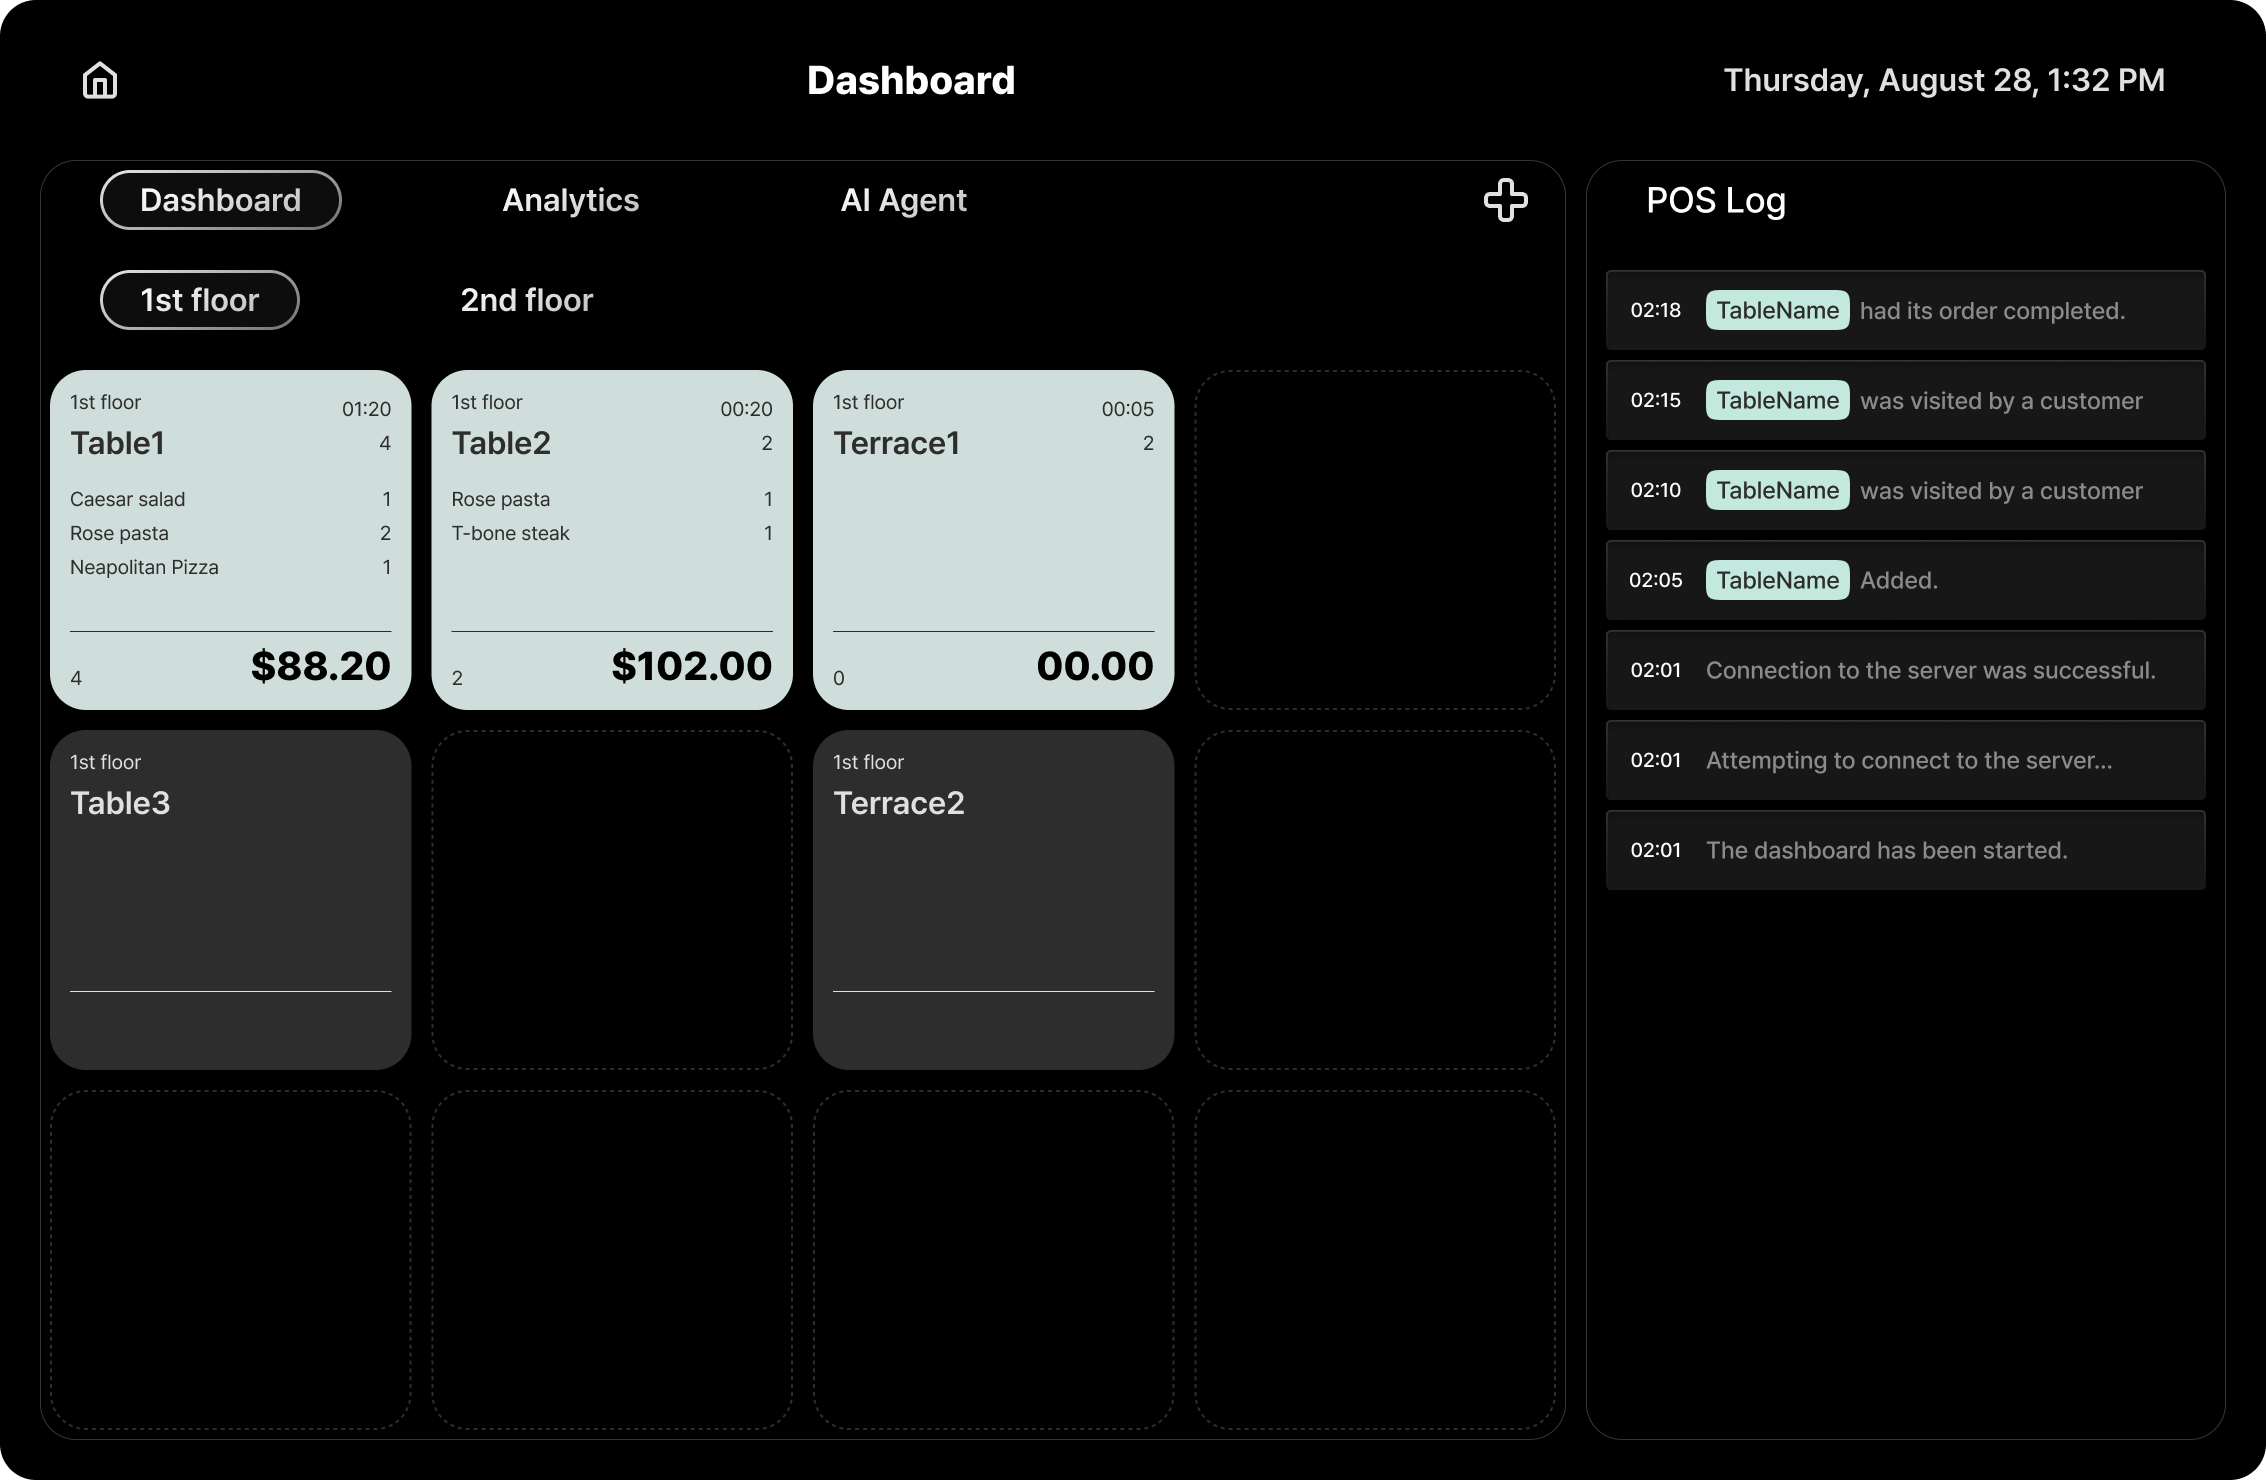 Dashboard
Thursday, August 28, 1:32 PM
Dashboard
Analytics
AI Agent
1st floor
2nd floor
1st floor
01:20
Table1
4
Caesar salad 1
Rose pasta 2
Neapolitan Pizza 1
4 $88.20
1st floor
00:20
Table2
2
Rose pasta 1
T-bone steak 1
2 $102.00
1st floor
00:05
Terrace1
2
0 00.00
1st floor
Table3
1st floor
Terrace2
POS Log
02:18 TableName had its order completed.
02:15 TableName was visited by a customer
02:10 TableName was visited by a customer
02:05 TableName Added.
02:01 Connection to the server was successful.
02:01 Attempting to connect to the server...
02:01 The dashboard has been started.